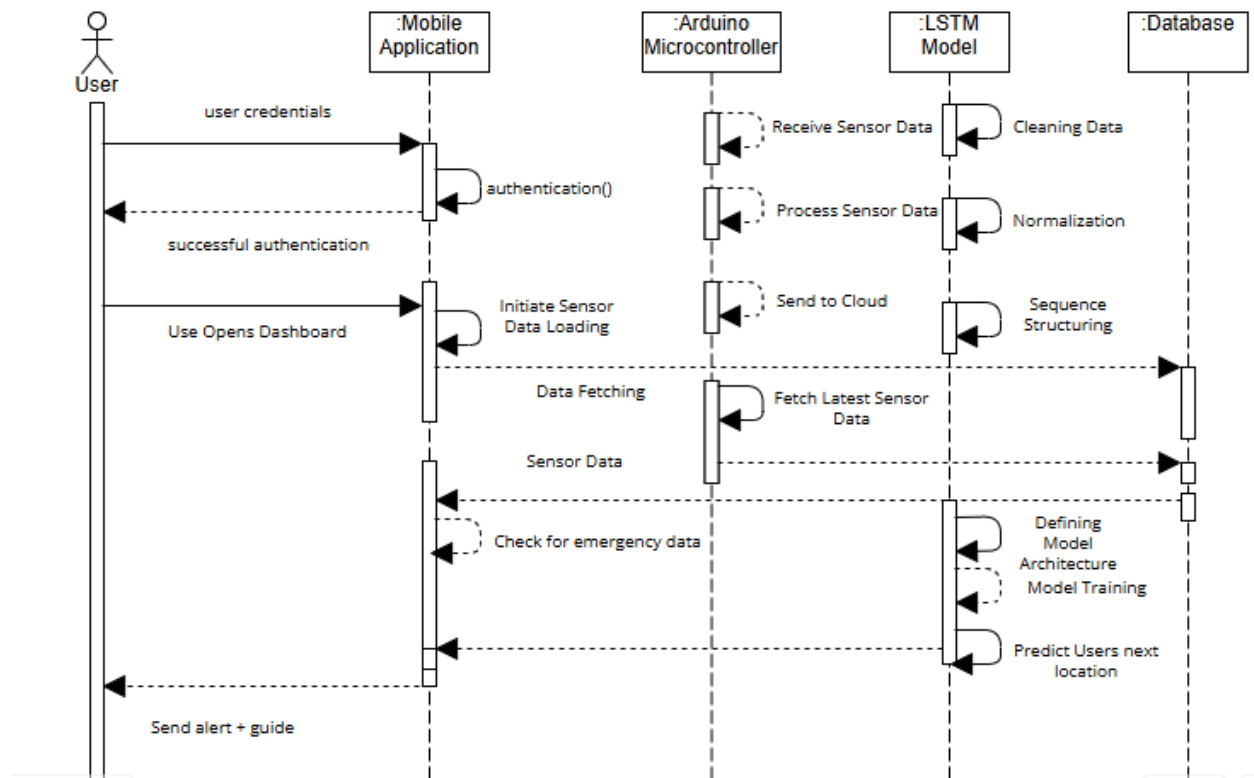 :Mobile
Application
:Arduino
Microcontroller
:LSTM
Model
:Database
User
user credentials
Receive Sensor Data
Cleaning Data
authentication()
Process Sensor Data
Normalization
successful authentication
Initiate Sensor
Data Loading
Send to Cloud
Sequence
Structuring
Use Opens Dashboard
Data Fetching
Fetch Latest Sensor
Data
Sensor Data
Check for emergency data
Defining
Model
Architecture
Model Training
Predict Users next
location
Send alert + guide